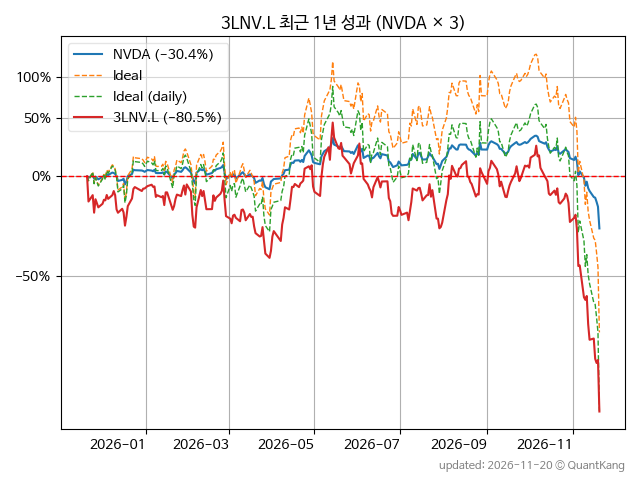 3LNV.L 최근 1년 성과 (NVDA × 3)
NVDA (−30.4%)
Ideal
Ideal (daily)
3LNV.L (−80.5%)
100%
50%
0%
−50%
2026-01
2026-03
2026-05
2026-07
2026-09
2026-11
updated: 2026-11-20 © QuantKang